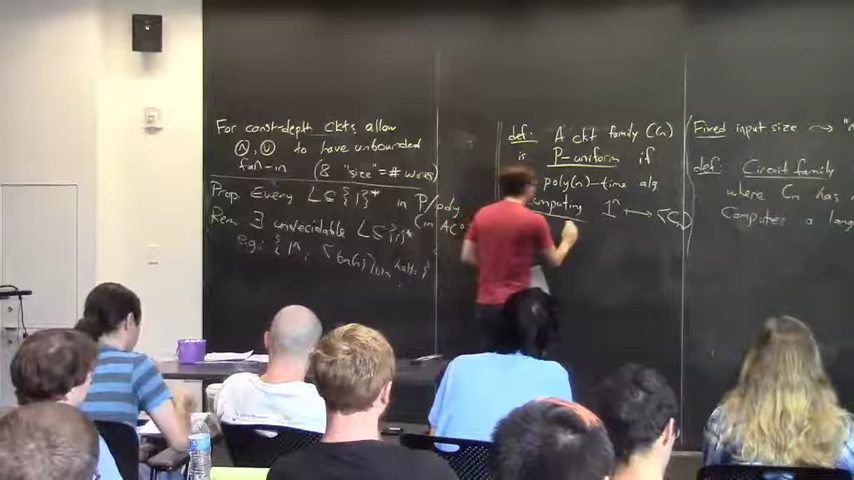 For const-depth ckts, allow
∧, ∨ to have unbounded
fan-in (& "size" = # wires)
Prop: Every L⊆{1}* in P/poly
(in AC⁰
Rem: ∃ undecidable L⊆{1}*
e.g.: { 1ⁿ :
def: A ckt family (Cn)
is P-uniform if
poly(n)-time alg
computing 1ⁿ ↦ ⌜Cn⌝
Fixed input size ⇝ "n
def: Circuit family
where Cn has n
Computes a lang